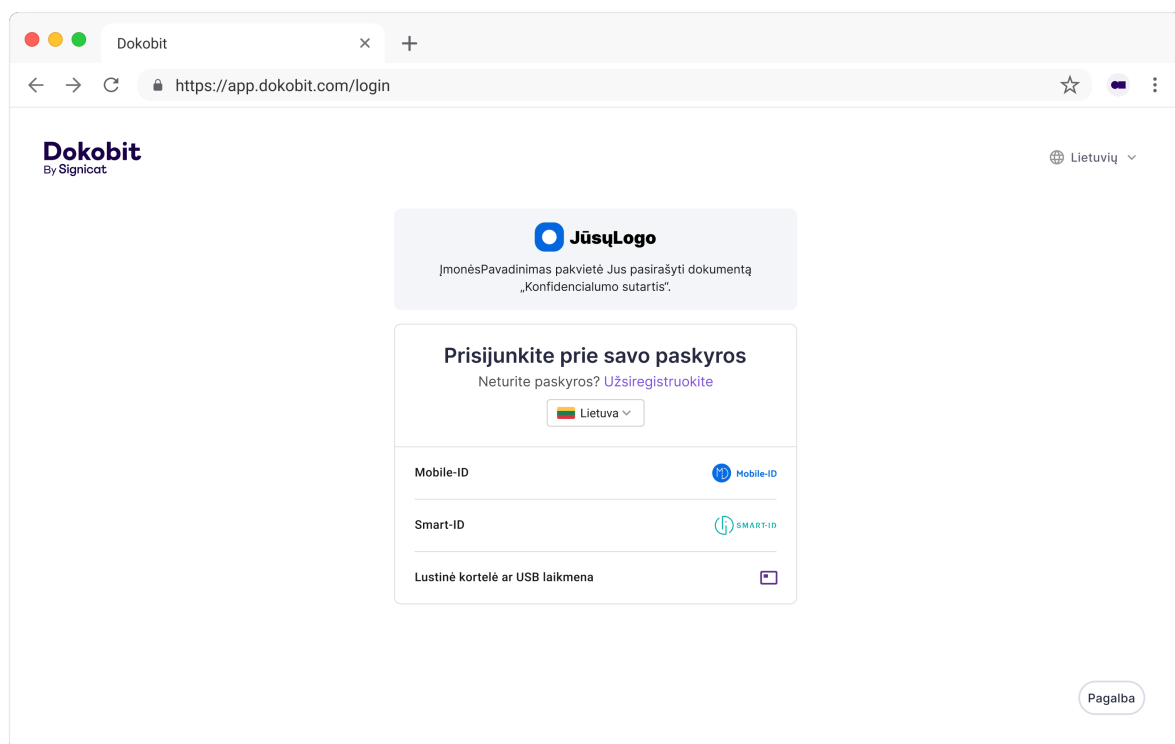 Dokobit
https://app.dokobit.com/login
Dokobit
By Signicat
Lietuvių
JūsųLogo
ĮmonėsPavadinimas pakvietė Jus pasirašyti dokumentą
„Konfidencialumo sutartis“.
Prisijunkite prie savo paskyros
Neturite paskyros? Užsiregistruokite
Lietuva
Mobile-ID
Mobile-ID
Smart-ID
SMART-ID
Lustinė kortelė ar USB laikmena
Pagalba